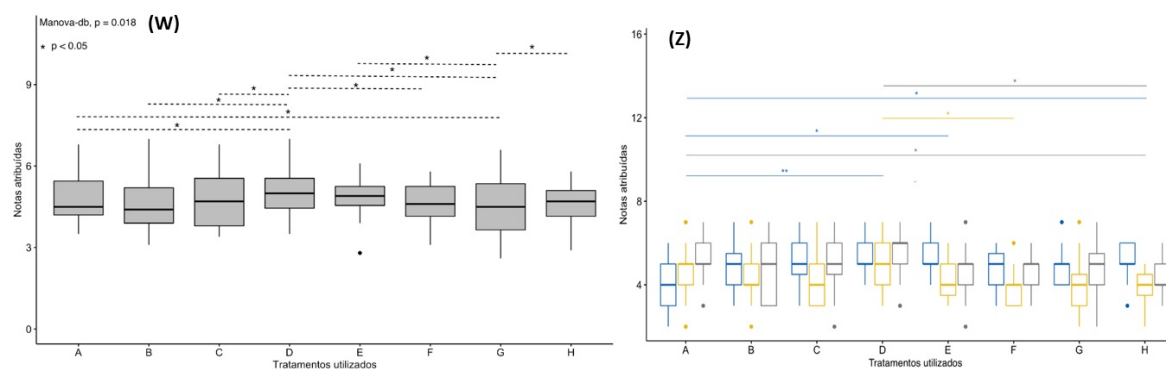 Manova-db, p = 0.018
(W)
* p < 0.05
*
*
*
*
*
*
*
*
Notas atribuídas
9
6
3
0
A B C D E F G H
Tratamentos utilizados
(Z)
*
*
*
*
*
**
Notas atribuídas
16
12
8
4
A B C D E F G H
Tratamentos utilizados